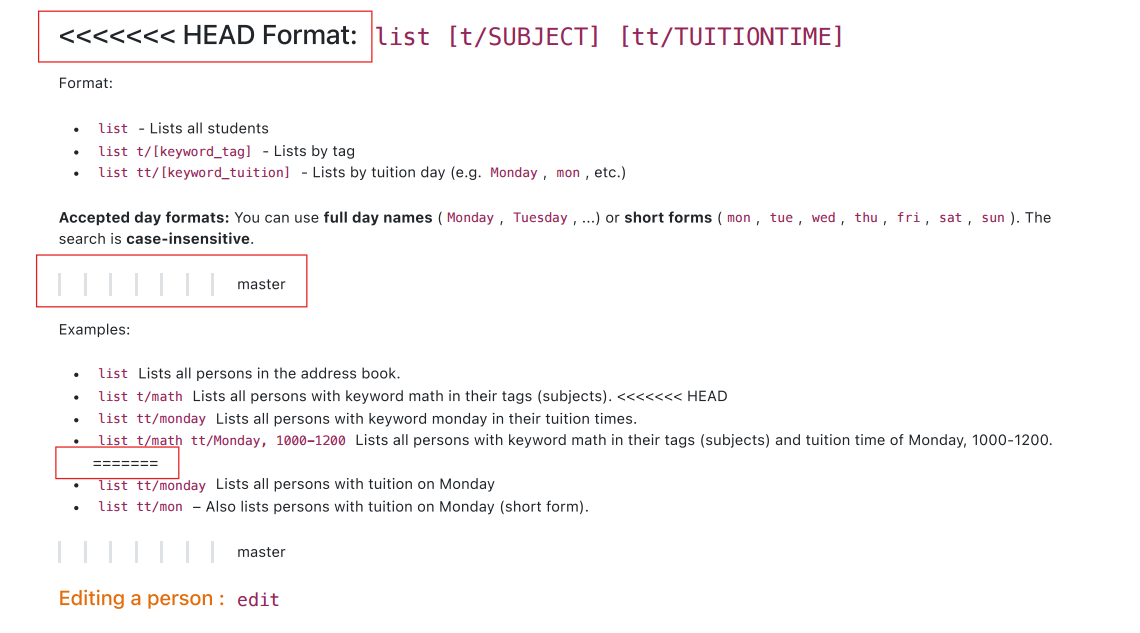 <<<<<<< HEAD Format: list [t/SUBJECT] [tt/TUITIONTIME]
Format:
• list - Lists all students
• list t/[keyword_tag] - Lists by tag
• list tt/[keyword_tuition] - Lists by tuition day (e.g. Monday, mon, etc.)
Accepted day formats: You can use full day names (Monday, Tuesday, ...) or short forms (mon, tue, wed, thu, fri, sat, sun). The
search is case-insensitive.
master
Examples:
• list Lists all persons in the address book.
• list t/math Lists all persons with keyword math in their tags (subjects). <<<<<<< HEAD
• list tt/monday Lists all persons with keyword monday in their tuition times.
• list t/math tt/Monday, 1000-1200 Lists all persons with keyword math in their tags (subjects) and tuition time of Monday, 1000-1200.
=======
• list tt/monday Lists all persons with tuition on Monday
• list tt/mon – Also lists persons with tuition on Monday (short form).
master
Editing a person : edit